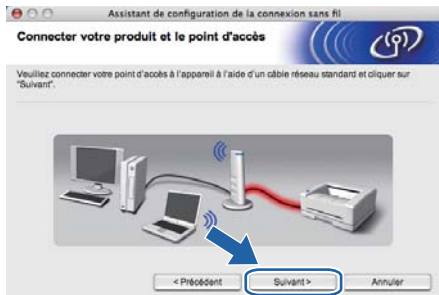 Assistant de configuration de la connexion sans fil
Connecter votre produit et le point d'accès
Veuillez connecter votre point d'accès à l'appareil à l'aide d'un câble réseau standard et cliquer sur
"Suivant".
< Précédent Suivant > Annuler